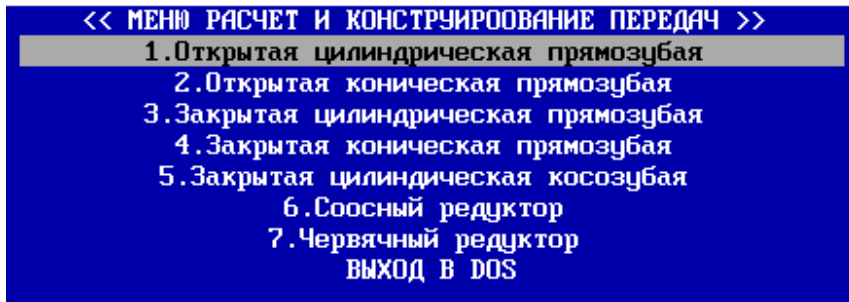 << МЕНЮ РАСЧЕТ И КОНСТРУИРООВАНИЕ ПЕРЕДАЧ >>
1.Открытая цилиндрическая прямозубая
2.Открытая коническая прямозубая
3.Закрытая цилиндрическая прямозубая
4.Закрытая коническая прямозубая
5.Закрытая цилиндическая косозубая
6.Соосный редуктор
7.Червячный редуктор
ВЫХОД В DOS